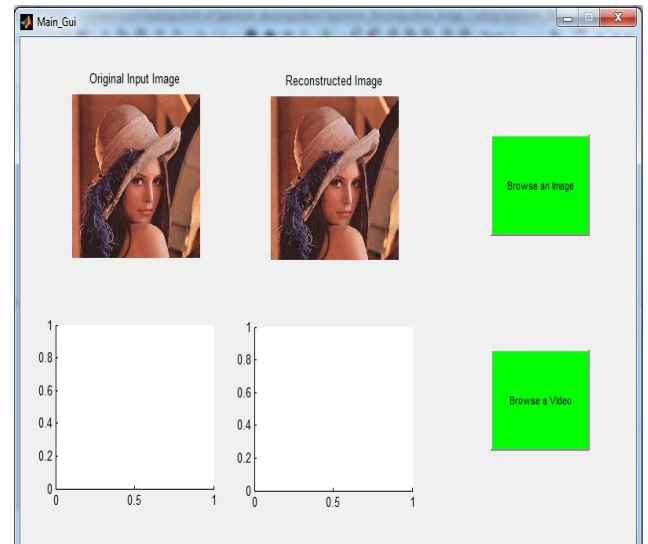 Main_Gui
Original Input Image
Reconstructed Image
Browse an Image
1
0.8
0.6
0.4
0.2
0
0 0.5 1
1
0.8
0.6
0.4
0.2
0
0 0.5 1
Browse a Video